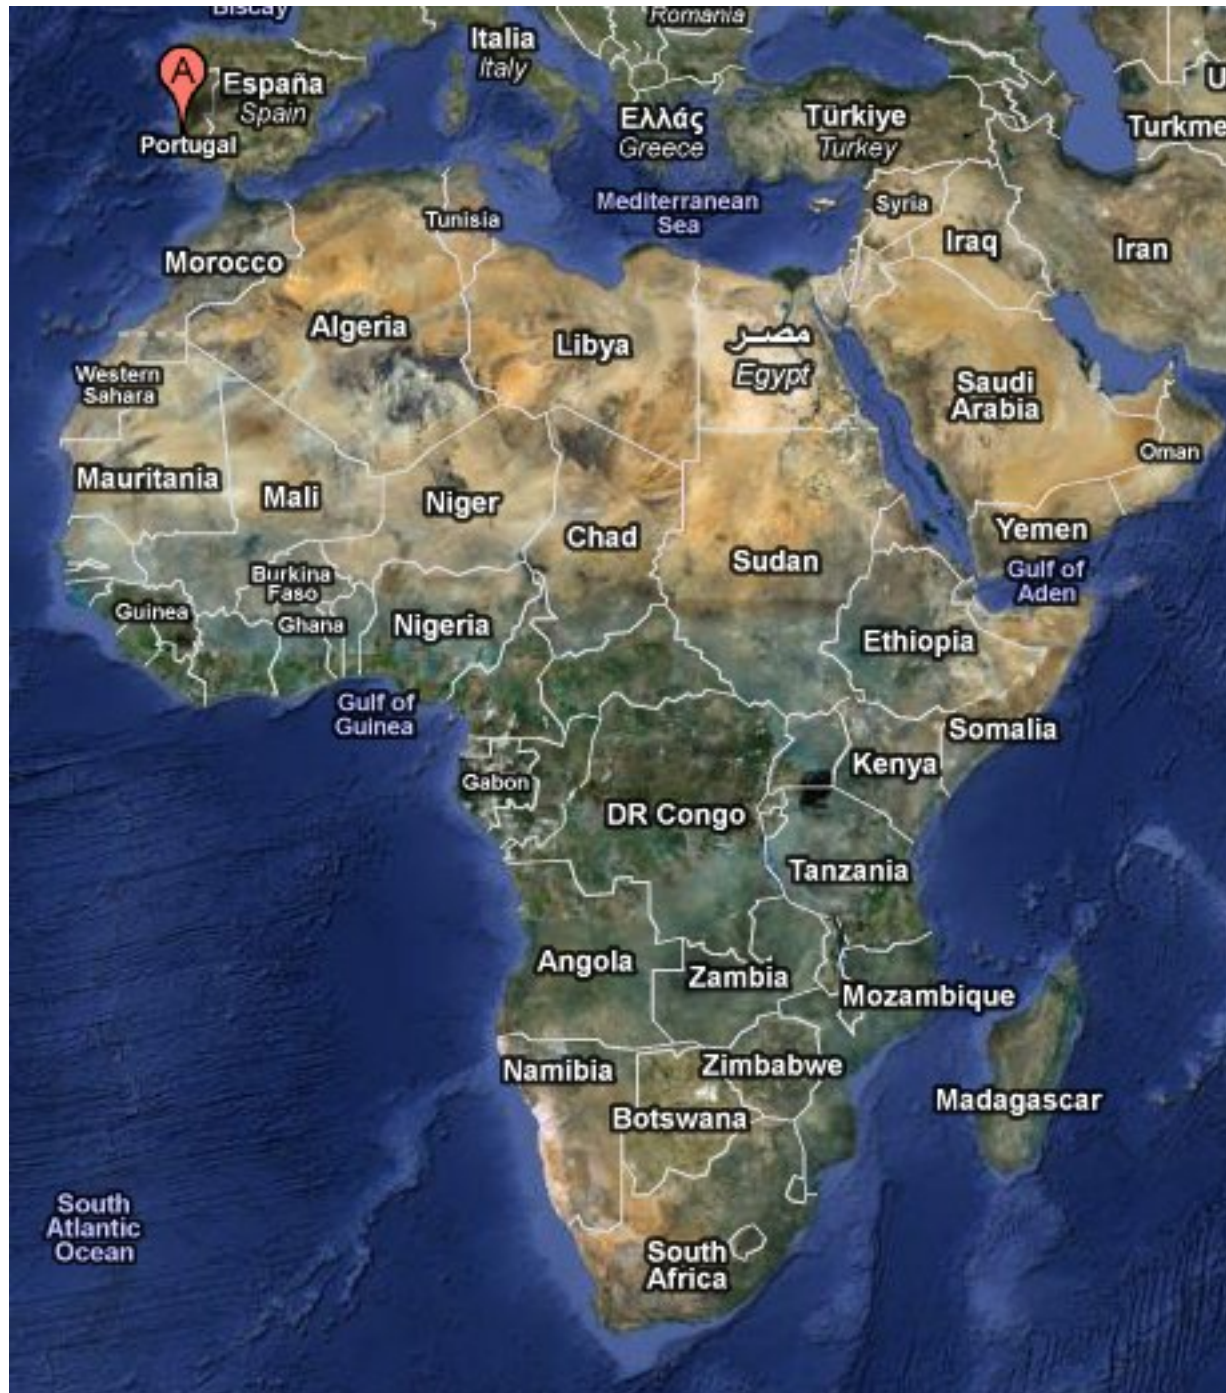 Biscay
Romania
Italia
Italy
A
España
Spain
Portugal
Ελλάς
Greece
Türkiye
Turkey
U
Turkme
Mediterranean
Sea
Tunisia
Syria
Morocco
Iraq
Iran
Algeria
Libya
مصر
Egypt
Western
Sahara
Saudi
Arabia
Oman
Mauritania
Mali
Niger
Chad
Sudan
Yemen
Gulf of
Aden
Burkina
Faso
Guinea
Ghana
Nigeria
Ethiopia
Gulf of
Guinea
Somalia
Kenya
Gabon
DR Congo
Tanzania
Angola
Zambia
Mozambique
Namibia
Zimbabwe
Botswana
Madagascar
South
Atlantic
Ocean
South
Africa